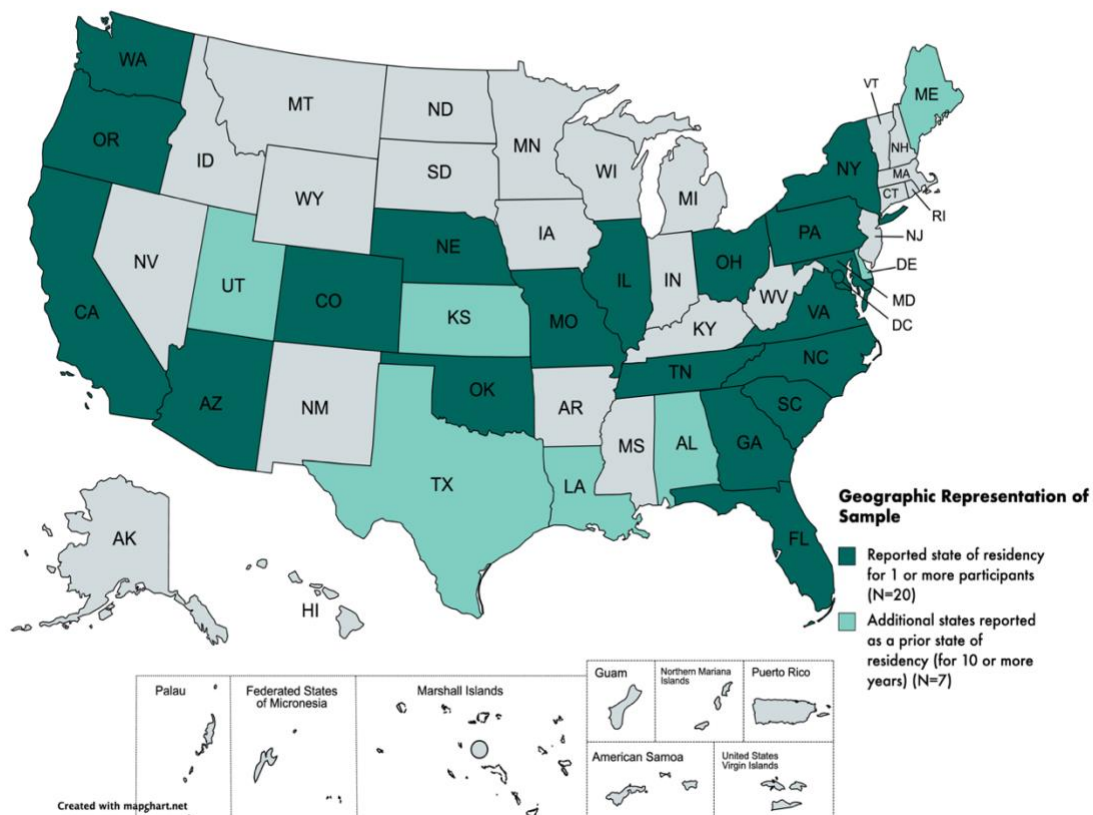 WA
MT
ND
MN
VT
ME
OR
ID
SD
WI
MI
NY
NH
MA
CT
RI
WY
IA
PA
NJ
NV
NE
IL
IN
OH
DE
UT
CO
WV
MD
CA
KS
MO
KY
VA
DC
TN
NC
AZ
NM
OK
AR
SC
MS
AL
GA
TX
LA
FL
AK
HI
Geographic Representation of
Sample
Reported state of residency
for 1 or more participants
(N=20)
Additional states reported
as a prior state of
residency (for 10 or more
years) (N=7)
Palau
Federated States
of Micronesia
Marshall Islands
Guam
Northern Mariana
Islands
Puerto Rico
American Samoa
United States
Virgin Islands
Created with mapchart.net